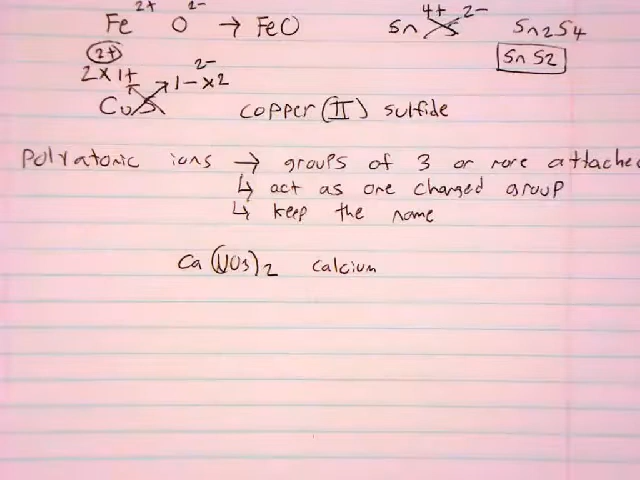 Fe 2+ O 2- → FeO Sn 4+ S 2- Sn2S4
2+ SnS2
2x1+ 1-x2 2-
CuS copper (II) sulfide
Polyatomic ions → groups of 3 or more attached
↳ act as one charged group
↳ keep the name
Ca(NO3)2 calcium